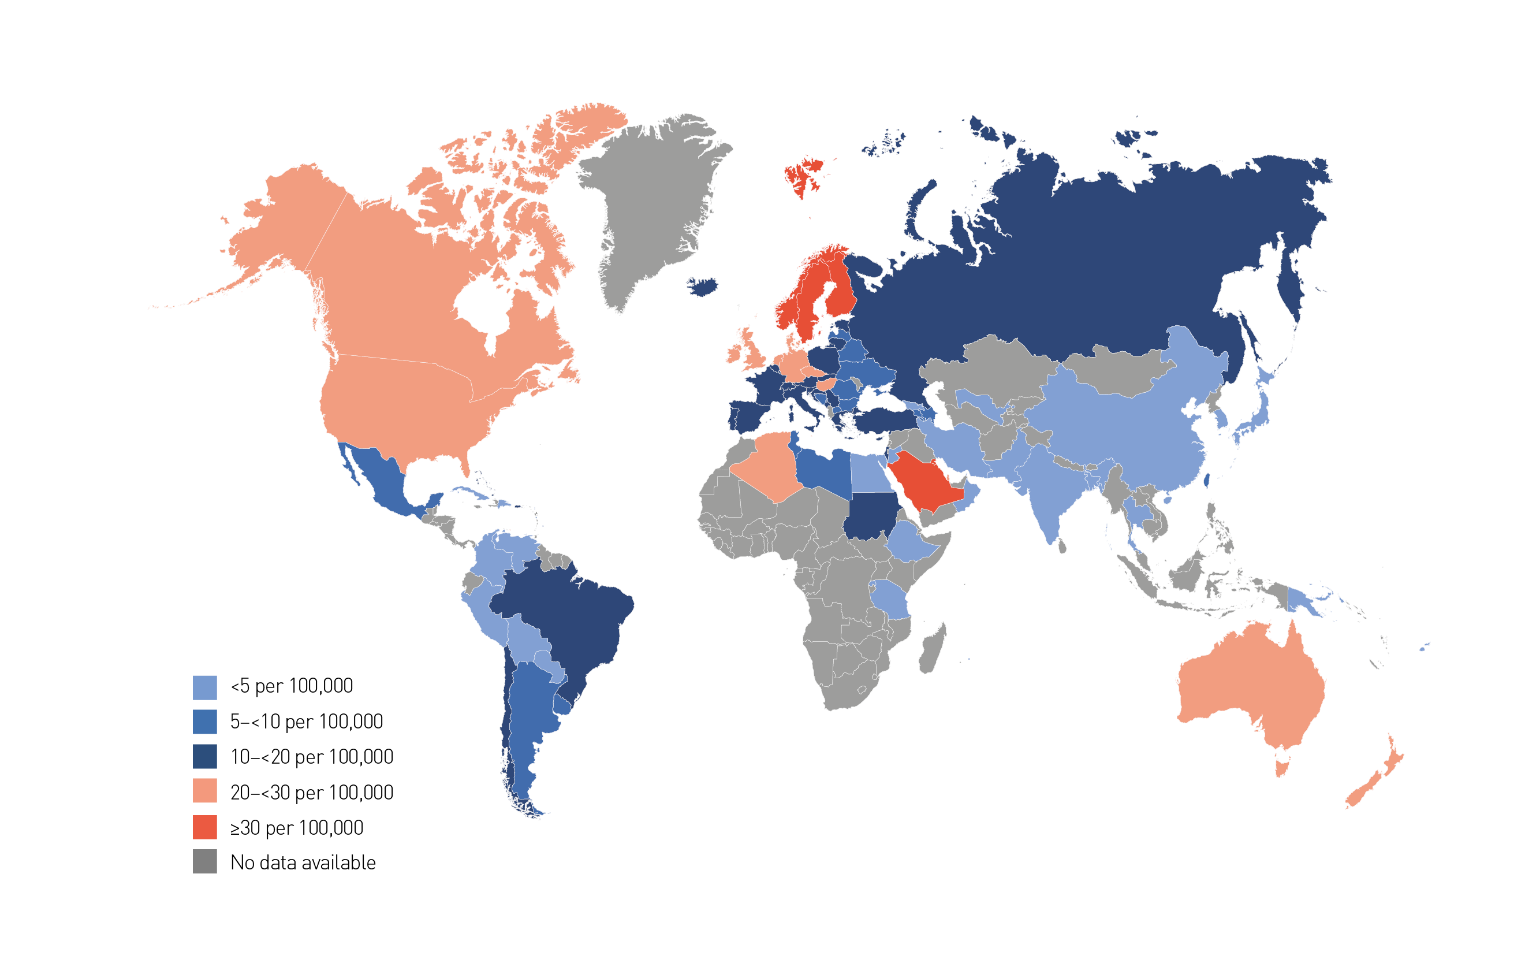 <5 per 100,000
5–<10 per 100,000
10–<20 per 100,000
20–<30 per 100,000
≥30 per 100,000
No data available